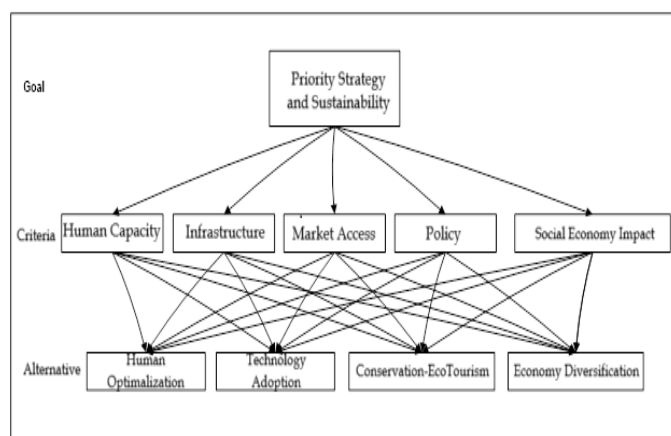 Goal
Priority Strategy
and Sustainability
Criteria
Human Capacity
Infrastructure
Market Access
Policy
Social Economy Impact
Alternative
Human
Optimalization
Technology
Adoption
Conservation-EcoTourism
Economy Diversification